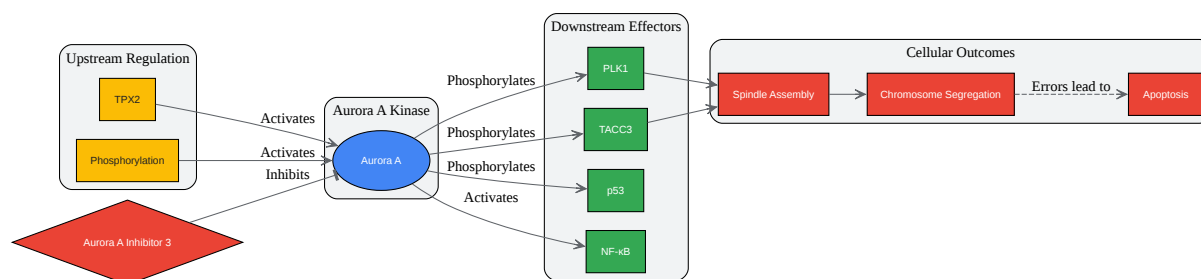 Upstream Regulation
TPX2
Phosphorylation
Aurora A Inhibitor 3
Activates
Activates
Inhibits
Aurora A Kinase
Aurora A
Phosphorylates
Phosphorylates
Phosphorylates
Activates
Downstream Effectors
PLK1
TACC3
p53
NF-κB
Cellular Outcomes
Spindle Assembly
Chromosome Segregation
Errors lead to
Apoptosis